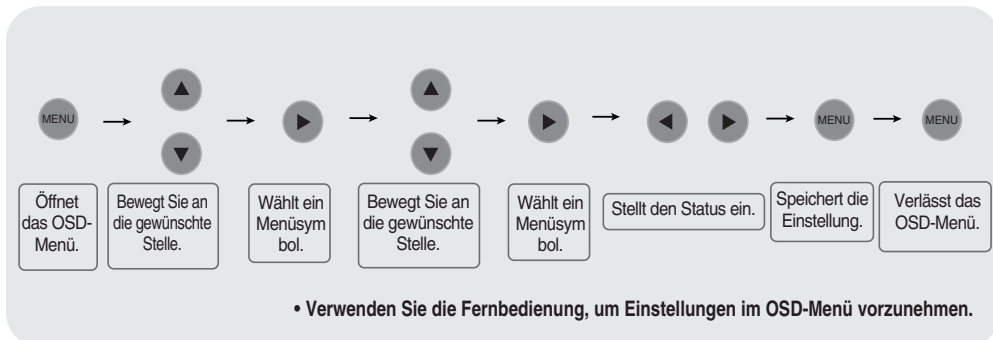 MENU
MENU
MENU
Öffnet
das OSD-
Menü.
Bewegt Sie an
die gewünschte
Stelle.
Wählt ein
Menüsym
bol.
Bewegt Sie an
die gewünschte
Stelle.
Wählt ein
Menüsym
bol.
Stellt den Status ein.
Speichert die
Einstellung.
Verlässt das
OSD-Menü.
• Verwenden Sie die Fernbedienung, um Einstellungen im OSD-Menü vorzunehmen.